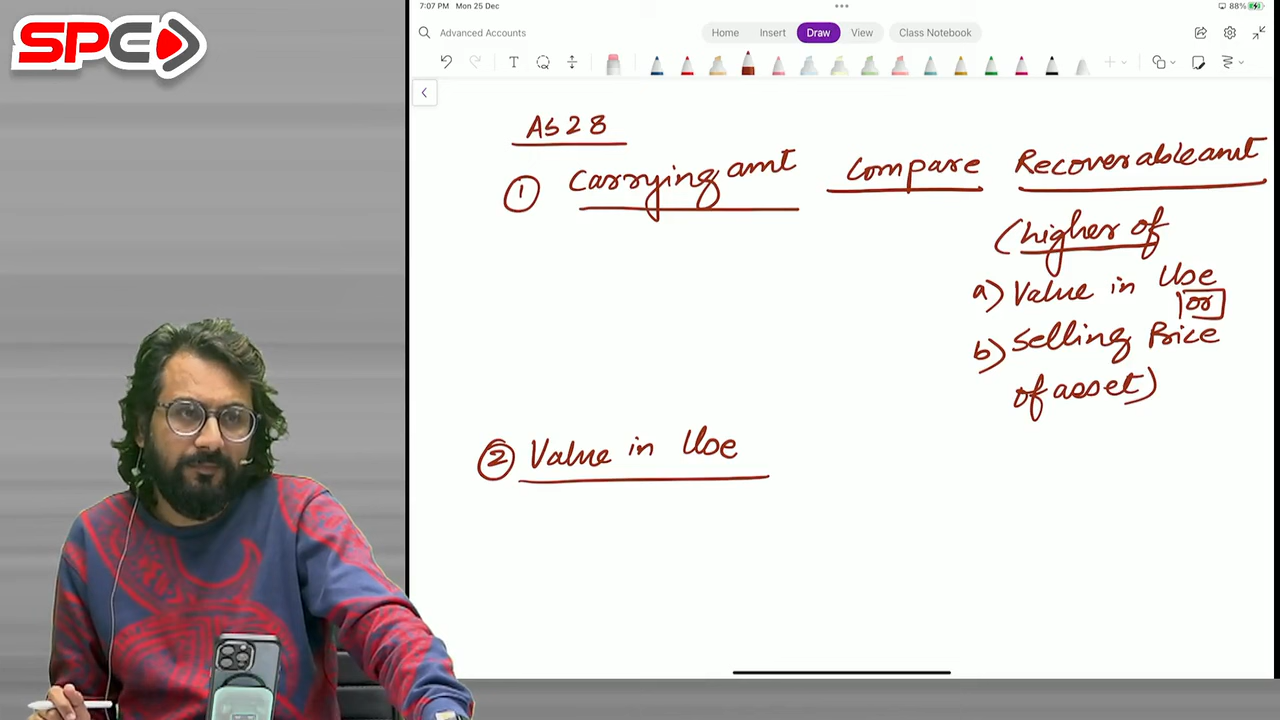 SPE
7:07 PM Mon 25 Dec
88%
Advanced Accounts
Home Insert Draw View Class Notebook
T
AS 28
① Carrying amt Compare Recoverable amt
(higher of
a) Value in Use
or
b) Selling Price
of asset)
② Value in Use